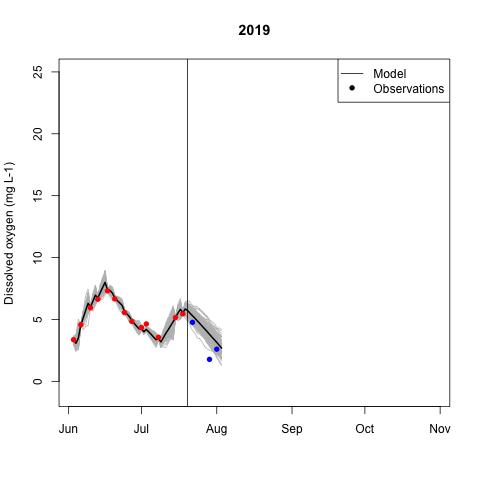 2019
Model
Observations
Dissolved oxygen (mg L-1)
25
20
15
10
5
0
Jun Jul Aug Sep Oct Nov